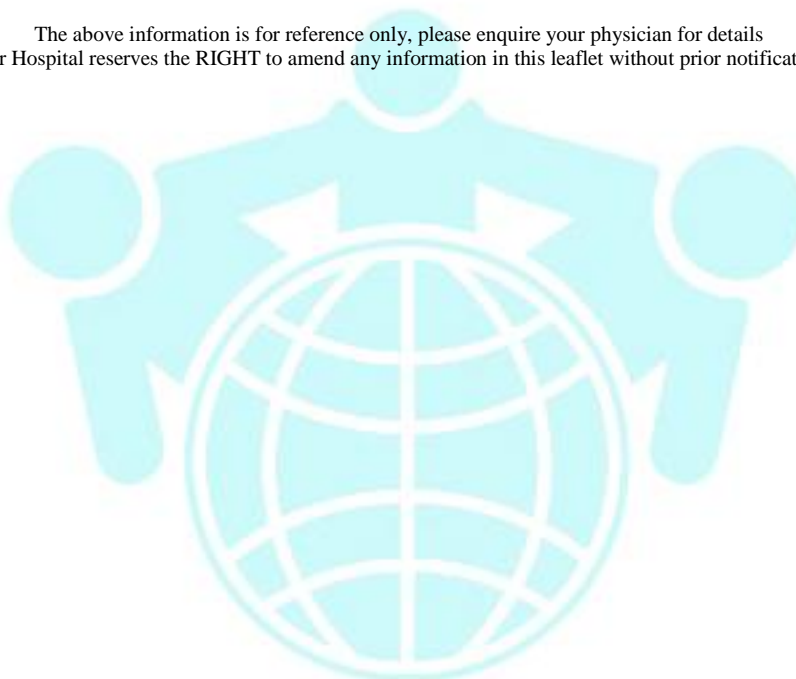 The above information is for reference only, please enquire your physician for details
r Hospital reserves the RIGHT to amend any information in this leaflet without prior notificat